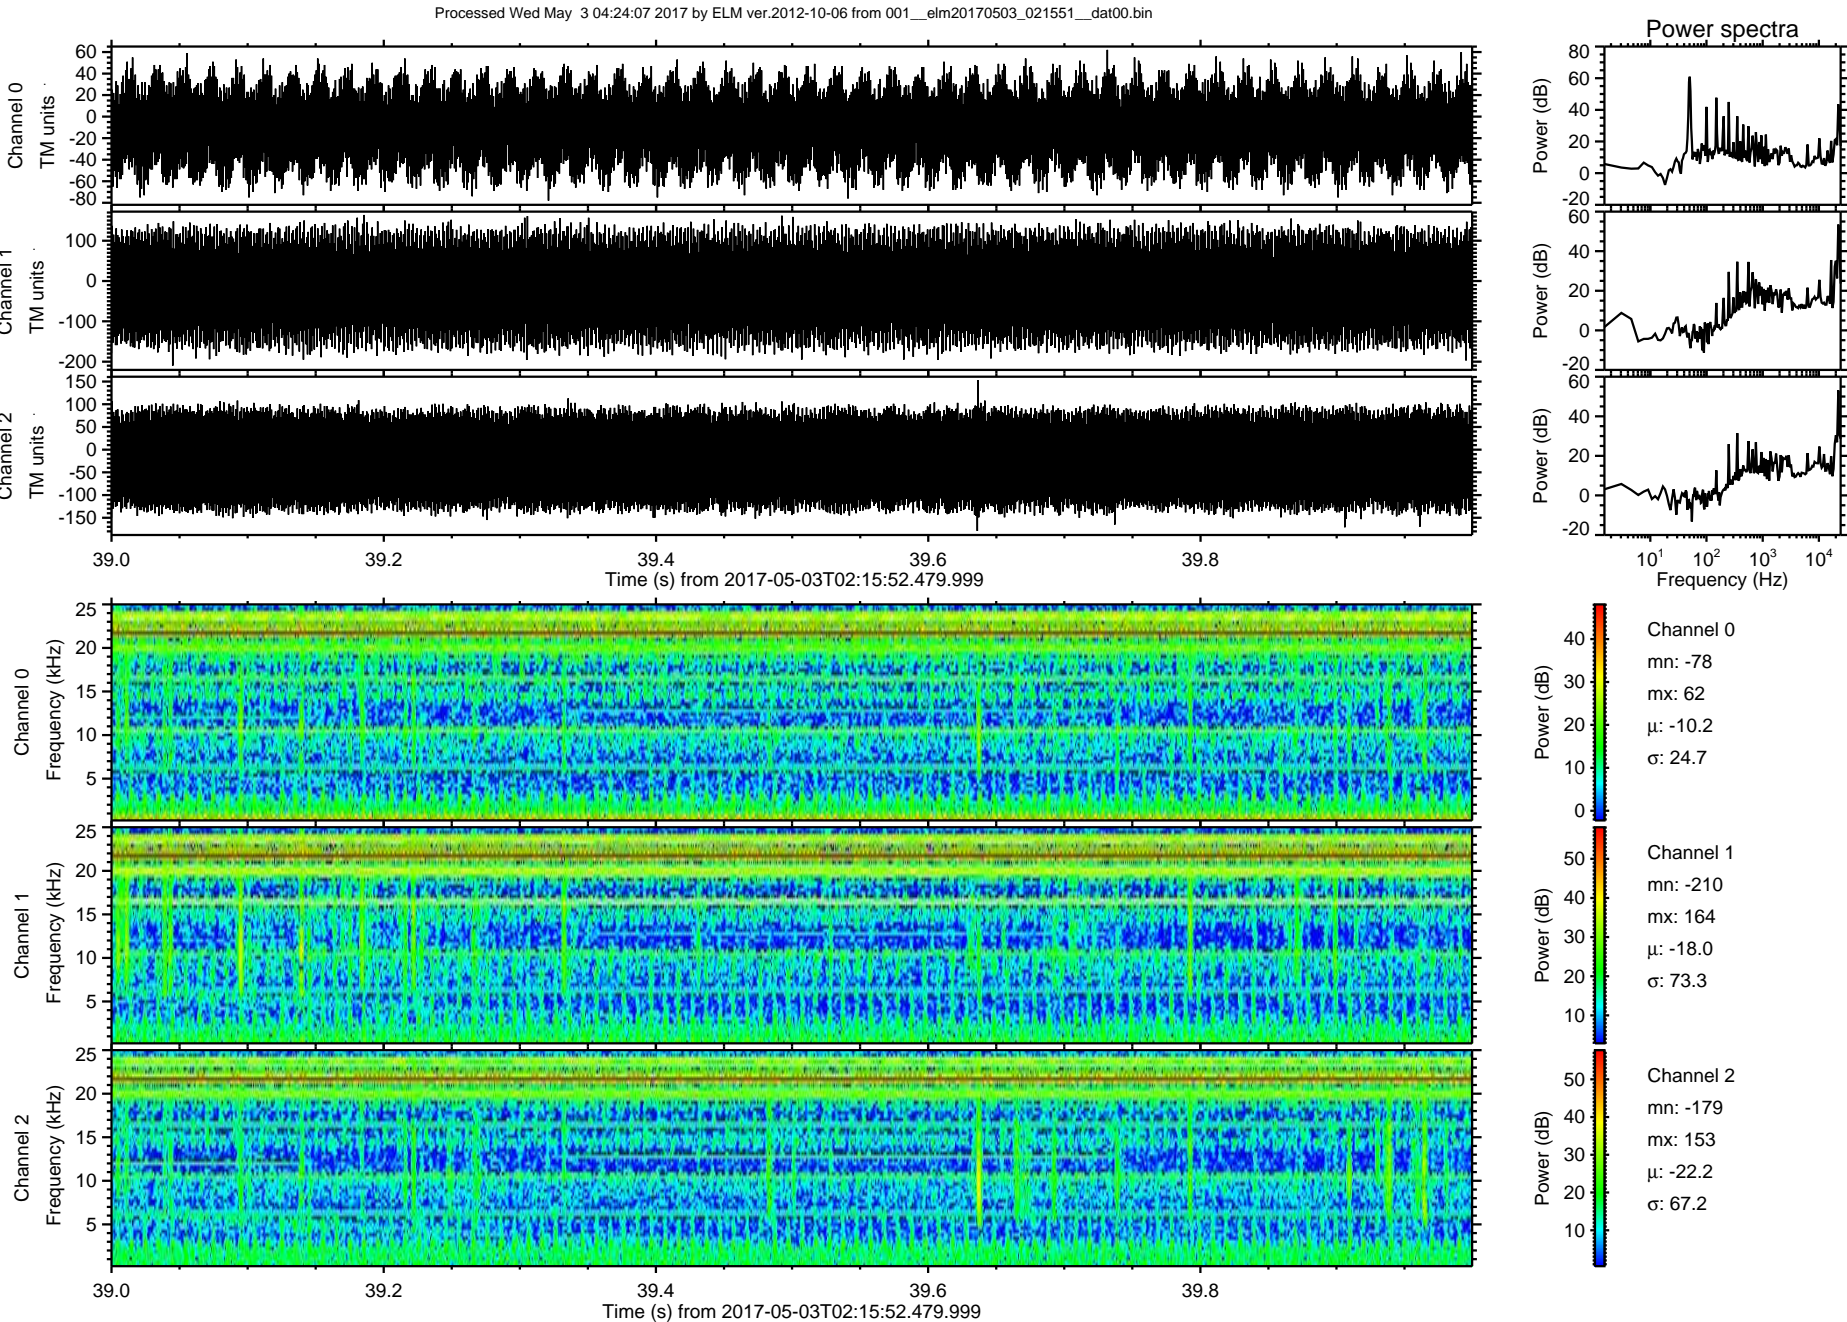 Processed Wed May  3 04:24:07 2017 by ELM ver.2012-10-06 from 001__elm20170503_021551__dat00.bin
Power spectra
Channel 0
TM units
60
40
20
0
-20
-40
-60
-80
Power (dB)
80
60
40
20
0
-20
Channel 1
TM units
100
0
-100
-200
Power (dB)
60
40
20
0
-20
Channel 2
TM units
150
100
50
0
-50
-100
-150
Power (dB)
60
40
20
0
-20
39.0 39.2 39.4 39.6 39.8
Time (s) from 2017-05-03T02:15:52.479.999
10^1 10^2 10^3 10^4
Frequency (Hz)
Channel 0
Frequency (kHz)
25
20
15
10
5
Power (dB)
40
30
20
10
0
Channel 0
mn: -78
mx: 62
μ: -10.2
σ: 24.7
Channel 1
Frequency (kHz)
25
20
15
10
5
Power (dB)
50
40
30
20
10
Channel 1
mn: -210
mx: 164
μ: -18.0
σ: 73.3
Channel 2
Frequency (kHz)
25
20
15
10
5
Power (dB)
50
40
30
20
10
Channel 2
mn: -179
mx: 153
μ: -22.2
σ: 67.2
39.0 39.2 39.4 39.6 39.8
Time (s) from 2017-05-03T02:15:52.479.999